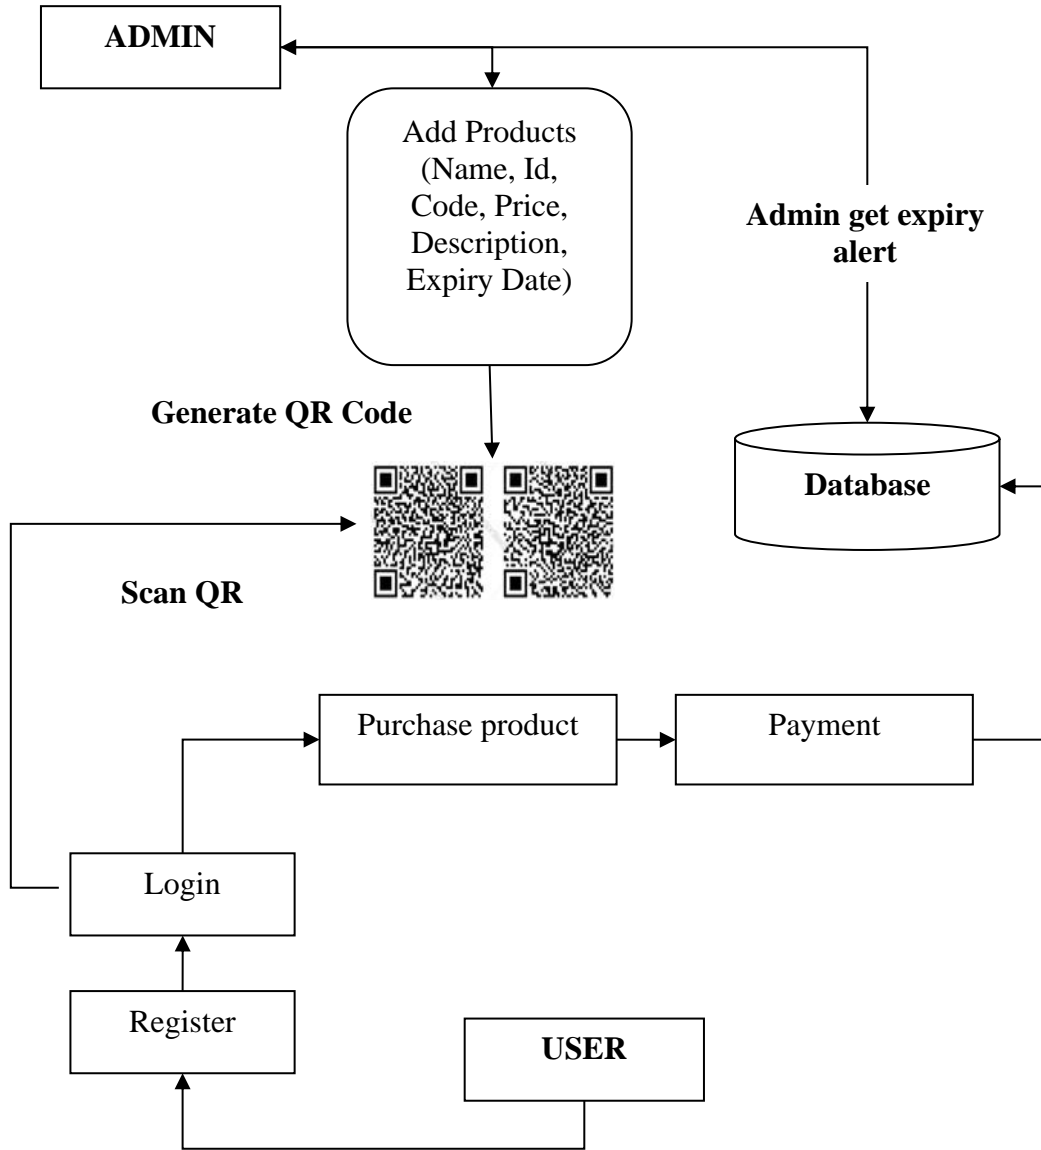 ADMIN
Add Products
(Name, Id,
Code, Price,
Description,
Expiry Date)
Admin get expiry
alert
Generate QR Code
Database
Scan QR
Purchase product
Payment
Login
Register
USER